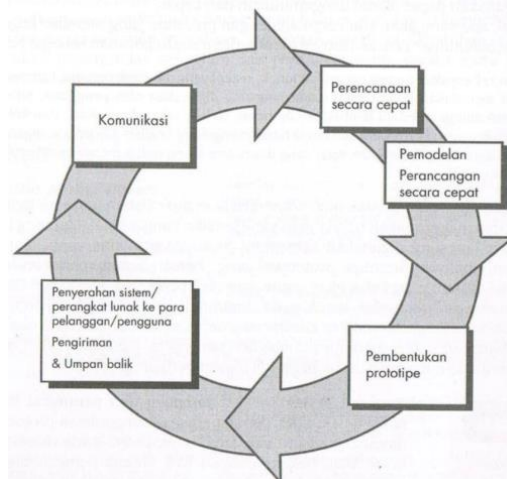 Komunikasi
Perencanaan
secara cepat
Pemodelan
Perancangan
secara cepat
Pembentukan
prototipe
Penyerahan sistem/
perangkat lunak ke para
pelanggan/pengguna
Pengiriman
& Umpan balik